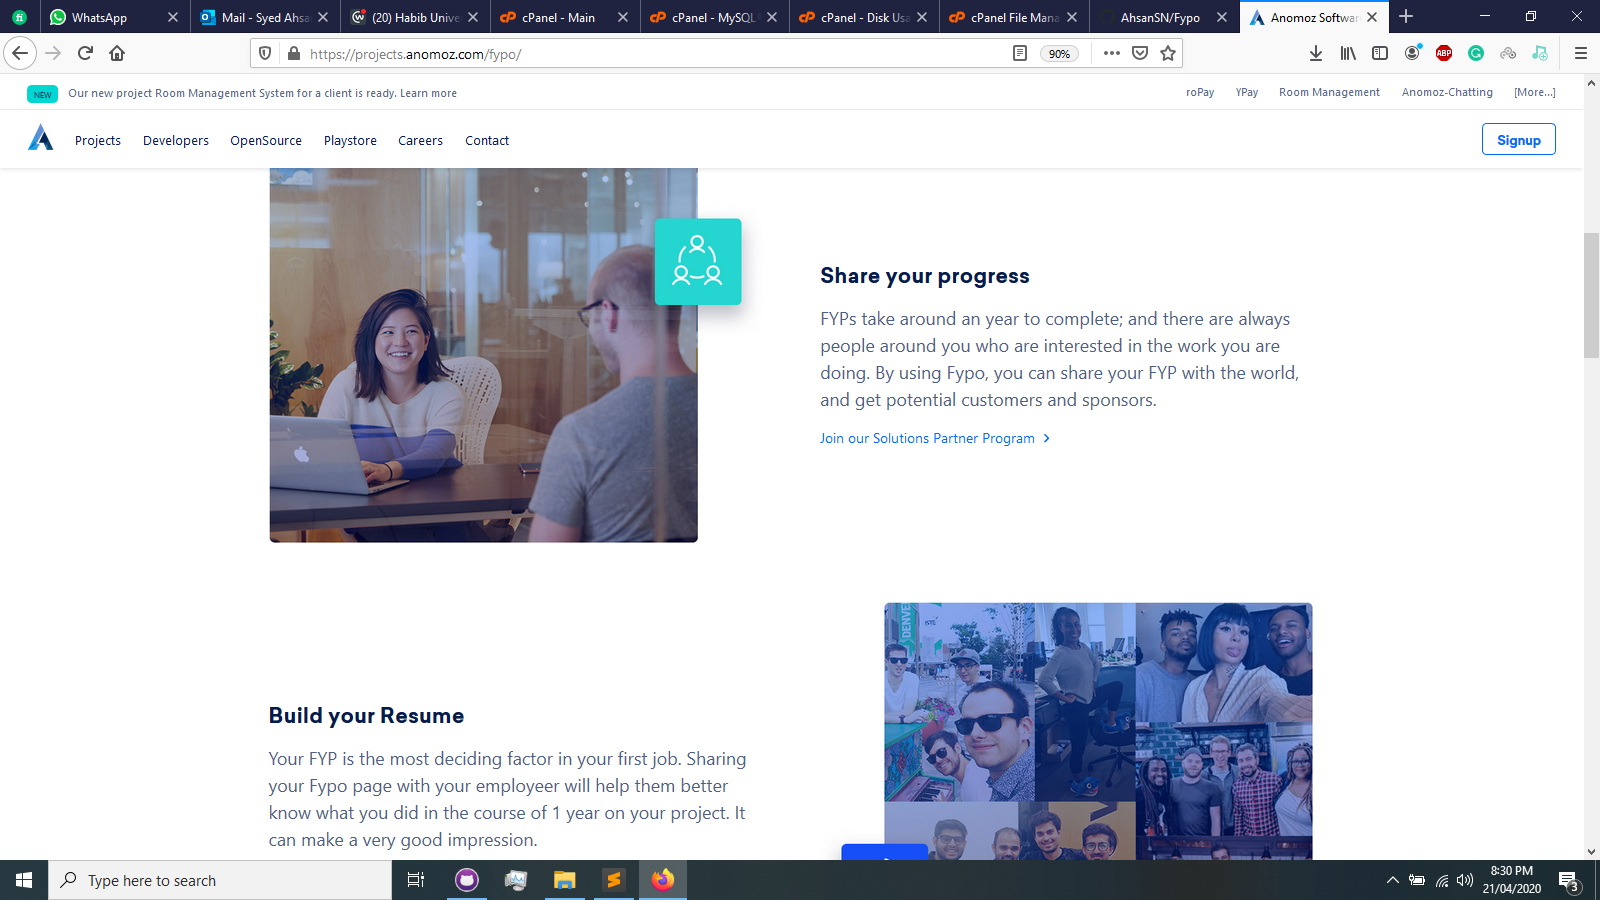 WhatsApp
Mail - Syed Ahsa
(20) Habib Unive
cPanel - Main
cPanel - MySQL
cPanel - Disk Usa
cPanel File Mana
AhsanSN/Fypo
Anomoz Softwar
https://projects.anomoz.com/fypo/
90%
ABP
NEW
Our new project Room Management System for a client is ready. Learn more
roPay
YPay
Room Management
Anomoz-Chatting
[More...]
Projects
Developers
OpenSource
Playstore
Careers
Contact
Signup
Share your progress
FYPs take around an year to complete; and there are always
people around you who are interested in the work you are
doing. By using Fypo, you can share your FYP with the world,
and get potential customers and sponsors.
Join our Solutions Partner Program
DENVE
Build your Resume
Your FYP is the most deciding factor in your first job. Sharing
your Fypo page with your employeer will help them better
know what you did in the course of 1 year on your project. It
can make a very good impression.
Type here to search
8:30 PM
21/04/2020
3